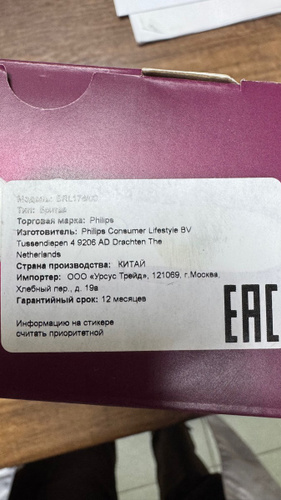 Модель:
Тип: Бритва
Торговая марка: Philips
Изготовитель: Philips Consumer Lifestyle BV
Tussendiepen 4 9206 AD Drachten The
Netherlands
Страна производства: КИТАЙ
Импортер: ООО «Урсус Трейд», 121069, г.Москва,
Хлебный пер., д. 19в
Гарантийный срок: 12 месяцев
Информацию на стикере
считать приоритетной
EAC